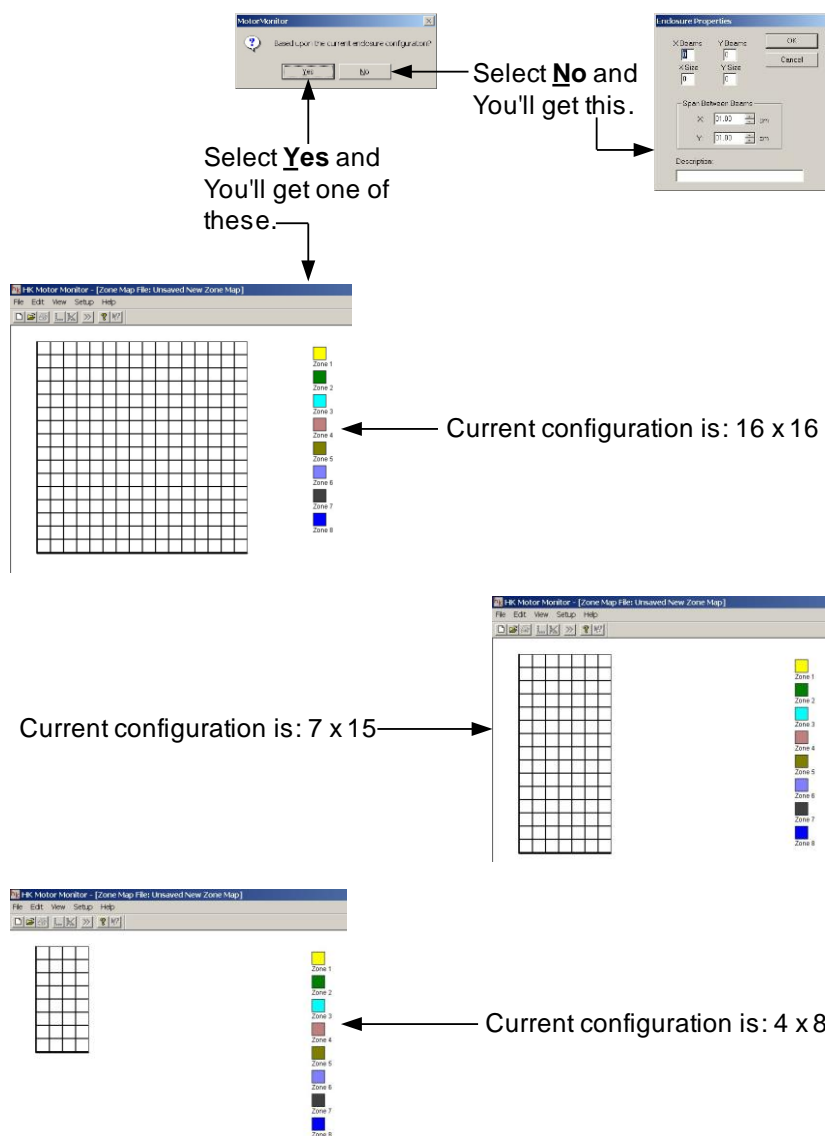 MotorMonitor
Based upon the current enclosure configuration?
Yes
No
Select No and
You'll get this.
Enclosure Properties
X Beams
Y Beams
OK
0
0
Cancel
X Size
Y Size
0
0
Span Between Beams
X:
01.00
cm
Y:
01.00
cm
Description:
Select Yes and
You'll get one of
these.
HK Motor Monitor - [Zone Map File: Unsaved New Zone Map]
File Edit View Setup Help
Zone 1
Zone 2
Zone 3
Zone 4
Zone 5
Zone 6
Zone 7
Zone 8
Current configuration is: 16 x 16
HK Motor Monitor - [Zone Map File: Unsaved New Zone Map]
File Edit View Setup Help
Zone 1
Zone 2
Zone 3
Zone 4
Zone 5
Zone 6
Zone 7
Zone 8
Current configuration is: 7 x 15
HK Motor Monitor - [Zone Map File: Unsaved New Zone Map]
File Edit View Setup Help
Zone 1
Zone 2
Zone 3
Zone 4
Zone 5
Zone 6
Zone 7
Zone 8
Current configuration is: 4 x 8